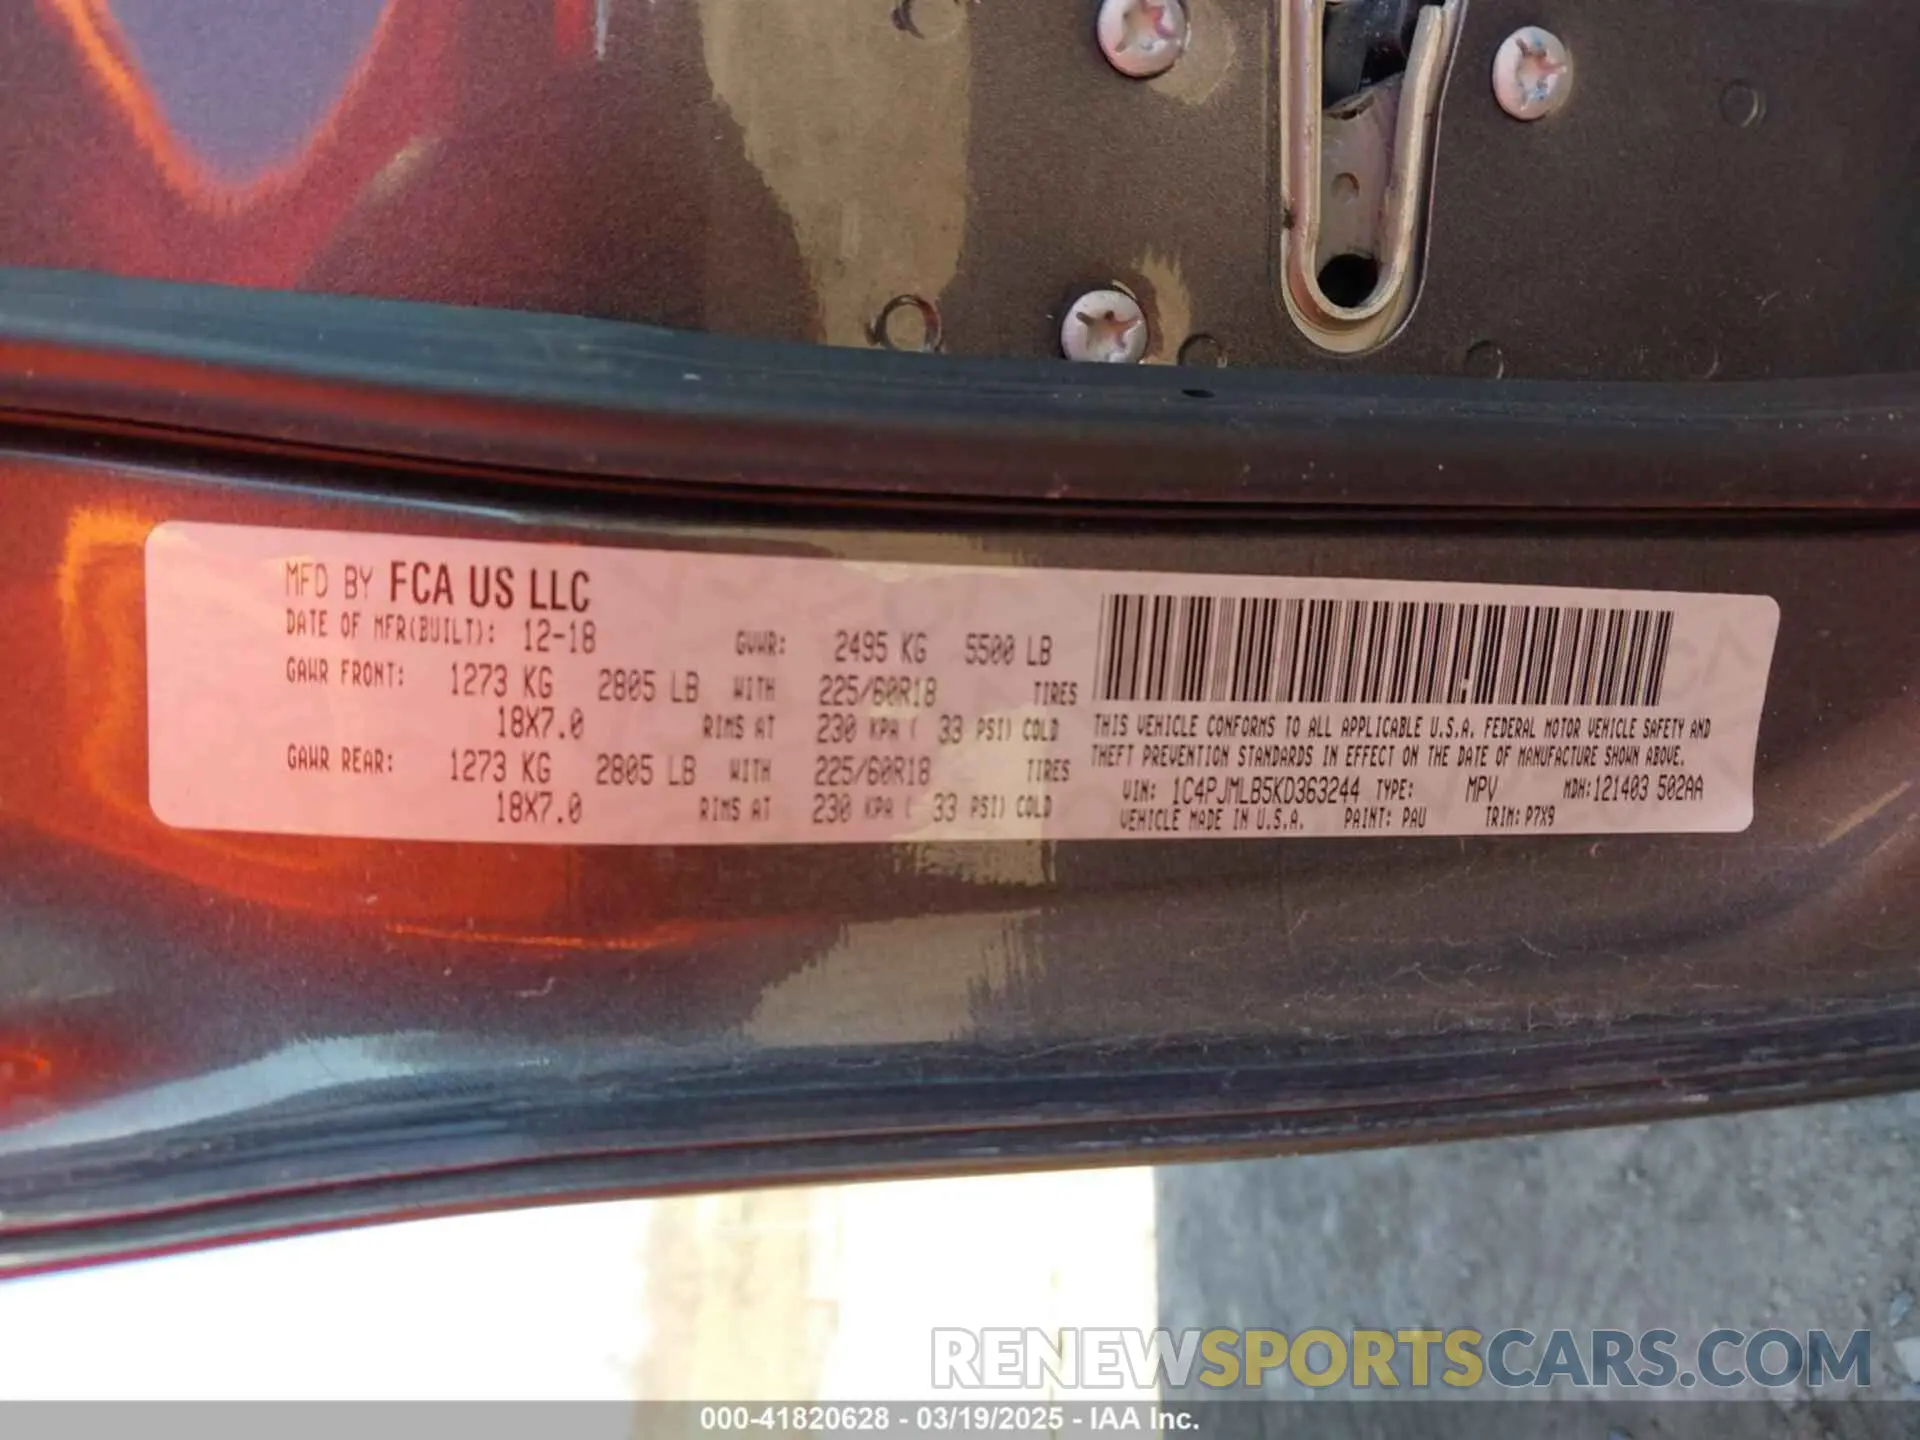 MFD BY FCA US LLC
DATE OF MFR(BUILT): 12-18 GVWR: 2495 KG 5500 LB
GAWR FRONT: 1273 KG 2805 LB WITH 225/60R18 TIRES
18X7.0 RIMS AT 230 KPA ( 33 PSI) COLD
GAWR REAR: 1273 KG 2805 LB WITH 225/60R18 TIRES
18X7.0 RIMS AT 230 KPA ( 33 PSI) COLD
THIS VEHICLE CONFORMS TO ALL APPLICABLE U.S.A. FEDERAL MOTOR VEHICLE SAFETY AND
THEFT PREVENTION STANDARDS IN EFFECT ON THE DATE OF MANUFACTURE SHOWN ABOVE.
VIN: 1C4PJMLB5KD363244 TYPE: MPV MDH:121403 502AA
VEHICLE MADE IN U.S.A. PAINT: PAU TRIM: P7X9
RENEWSPORTSCARS.COM
000-41820628 - 03/19/2025 - IAA Inc.